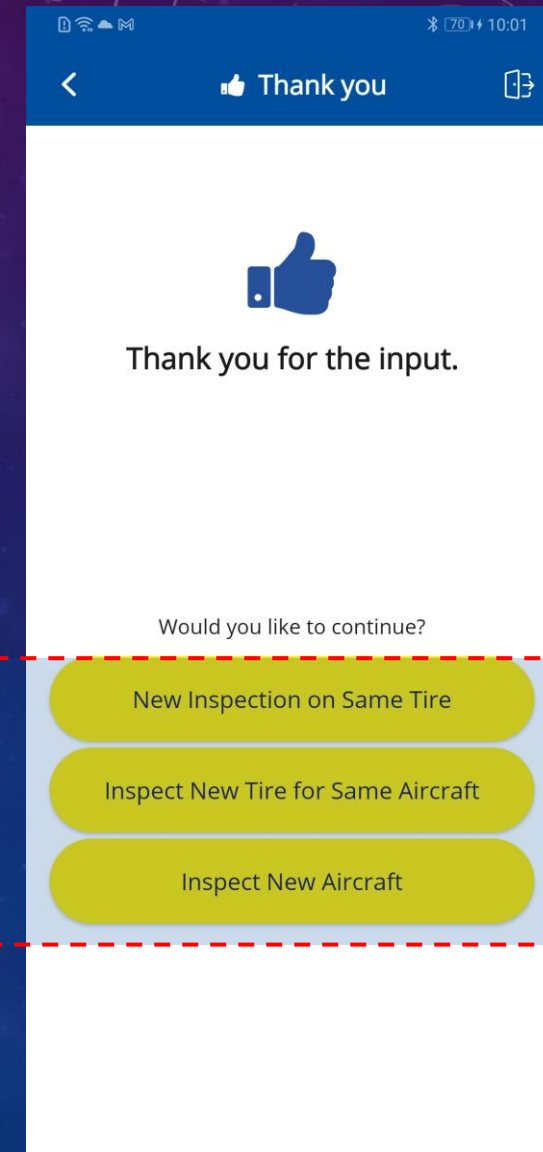 70 10:01
Thank you
Thank you for the input.
Would you like to continue?
New Inspection on Same Tire
Inspect New Tire for Same Aircraft
Inspect New Aircraft